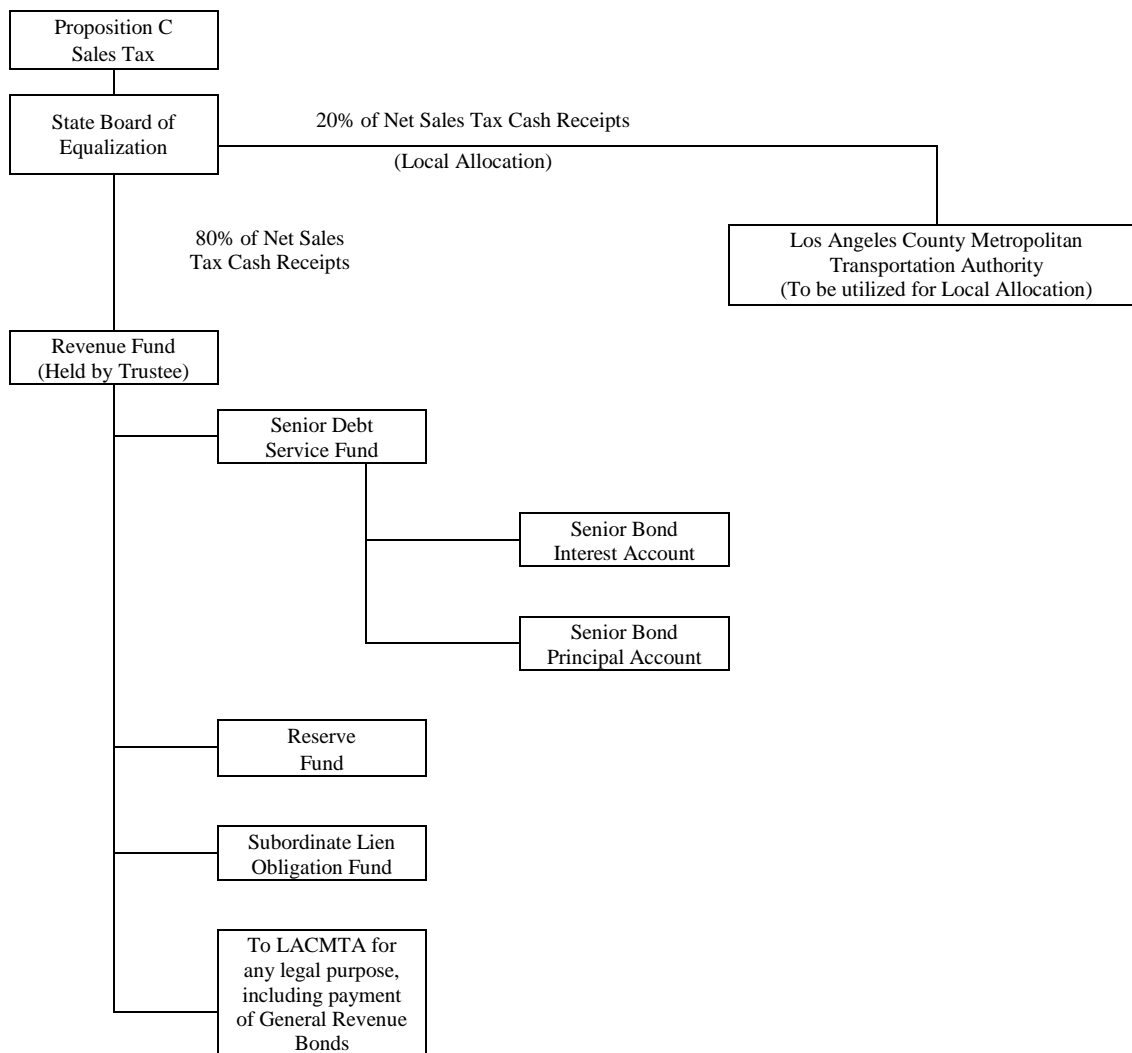 Proposition C
Sales Tax
State Board of
Equalization
20% of Net Sales Tax Cash Receipts
(Local Allocation)
80% of Net Sales
Tax Cash Receipts
Los Angeles County Metropolitan
Transportation Authority
(To be utilized for Local Allocation)
Revenue Fund
(Held by Trustee)
Senior Debt
Service Fund
Senior Bond
Interest Account
Senior Bond
Principal Account
Reserve
Fund
Subordinate Lien
Obligation Fund
To LACMTA for
any legal purpose,
including payment
of General Revenue
Bonds